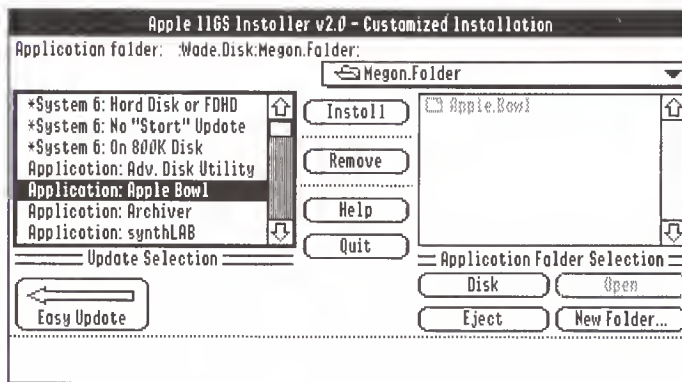 Apple IIGS Installer v2.0 - Customized Installation
Application folder: :Wade.Disk:Megan.Folder:
Megan.Folder
*System 6: Hard Disk or FDHD
*System 6: No "Start" Update
*System 6: On 800K Disk
Application: Adv. Disk Utility
Application: Apple Bowl
Application: Archiver
Application: synthLAB
Update Selection
Easy Update
Install
Remove
Help
Quit
Apple.Bowl
Application Folder Selection
Disk
Open
Eject
New Folder...